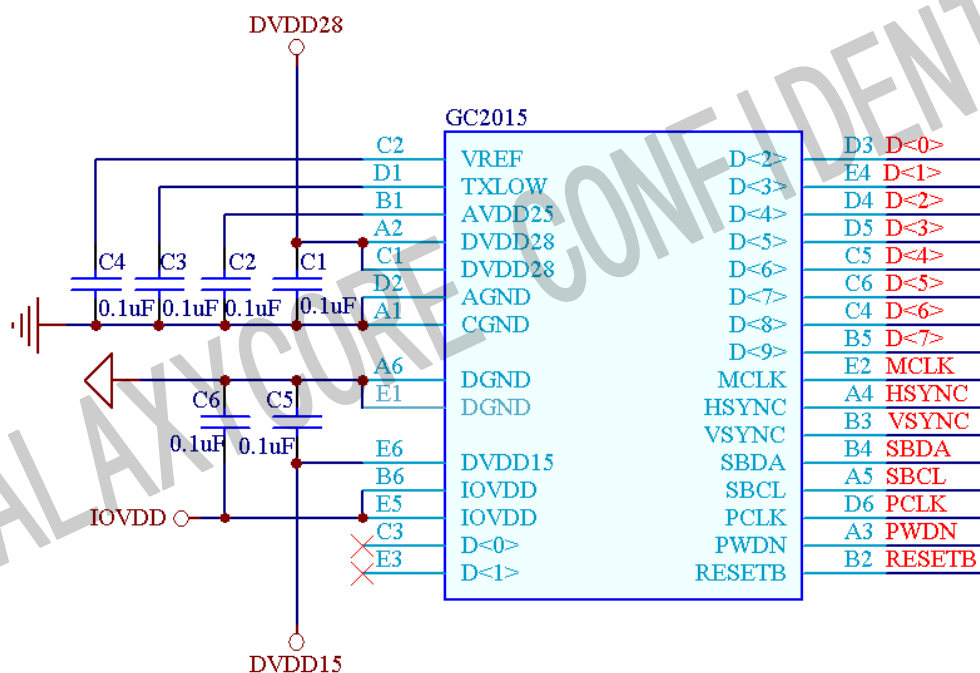 DVDD28
GC2015
C2 VREF D<2> D3 D<0>
D1 TXLOW D<3> E4 D<1>
B1 AVDD25 D<4> D4 D<2>
A2 DVDD28 D<5> D5 D<3>
C1 DVDD28 D<6> C5 D<4>
D2 AGND D<7> C6 D<5>
A1 CGND D<8> C4 D<6>
D<9> B5 D<7>
A6 DGND MCLK E2 MCLK
E1 DGND HSYNC A4 HSYNC
VSYNC B3 VSYNC
E6 DVDD15 SBDA B4 SBDA
B6 IOVDD SBCL A5 SBCL
E5 IOVDD PCLK D6 PCLK
C3 D<0> PWDN A3 PWDN
E3 D<1> RESETB B2 RESETB
C4 C3 C2 C1
0.1uF 0.1uF 0.1uF 0.1uF
C6 C5
0.1uF 0.1uF
IOVDD
DVDD15
ALAXYCORE CONFIDENT